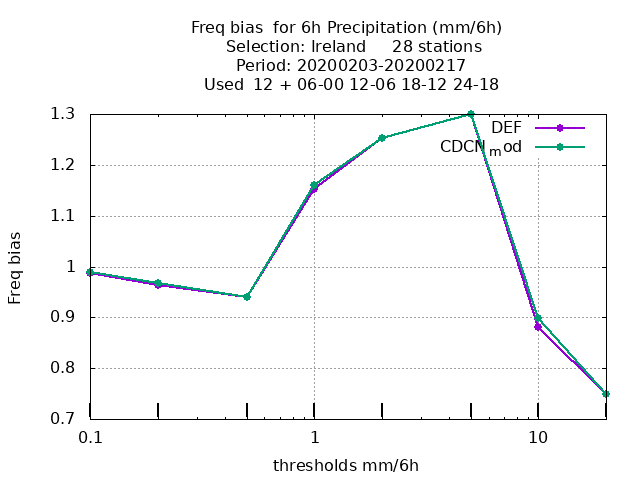 Freq bias  for 6h Precipitation (mm/6h)
Selection: Ireland     28 stations
Period: 20200203-20200217
Used  12 + 06-00 12-06 18-12 24-18
DEF
CDCN_mod
1.3
1.2
1.1
1
0.9
0.8
0.7
Freq bias
0.1
1
10
thresholds mm/6h